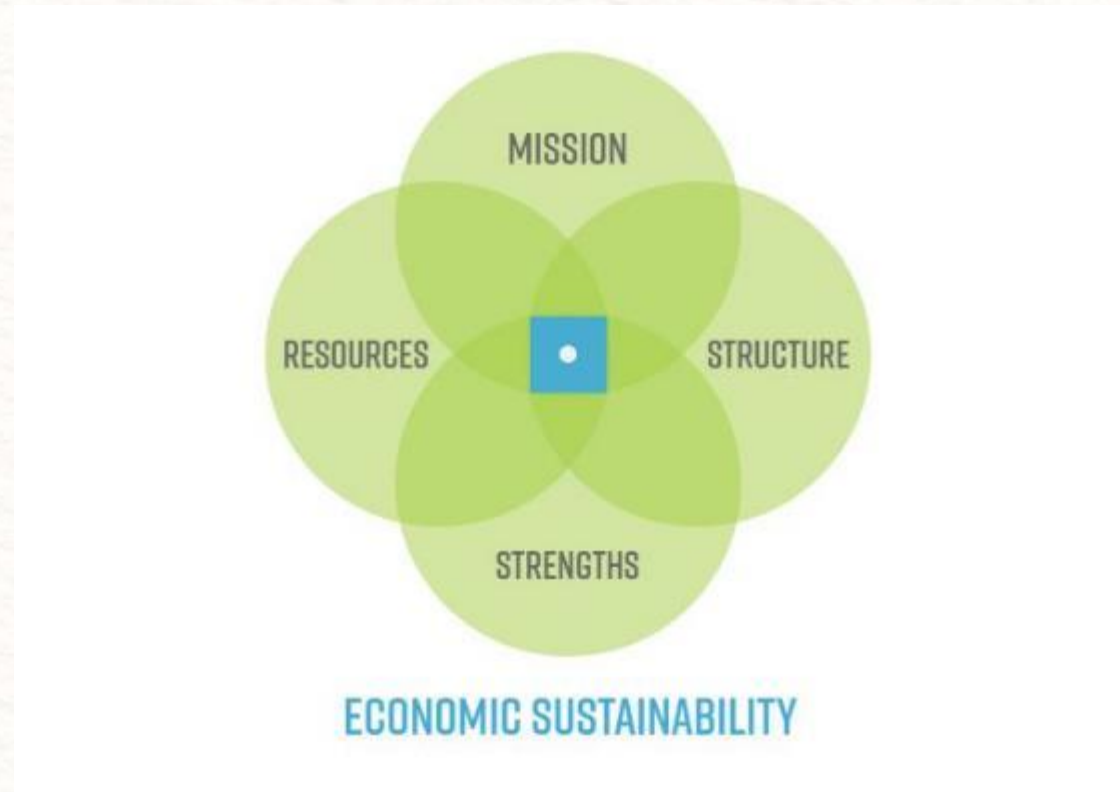 MISSION
RESOURCES
STRUCTURE
STRENGTHS
ECONOMIC SUSTAINABILITY